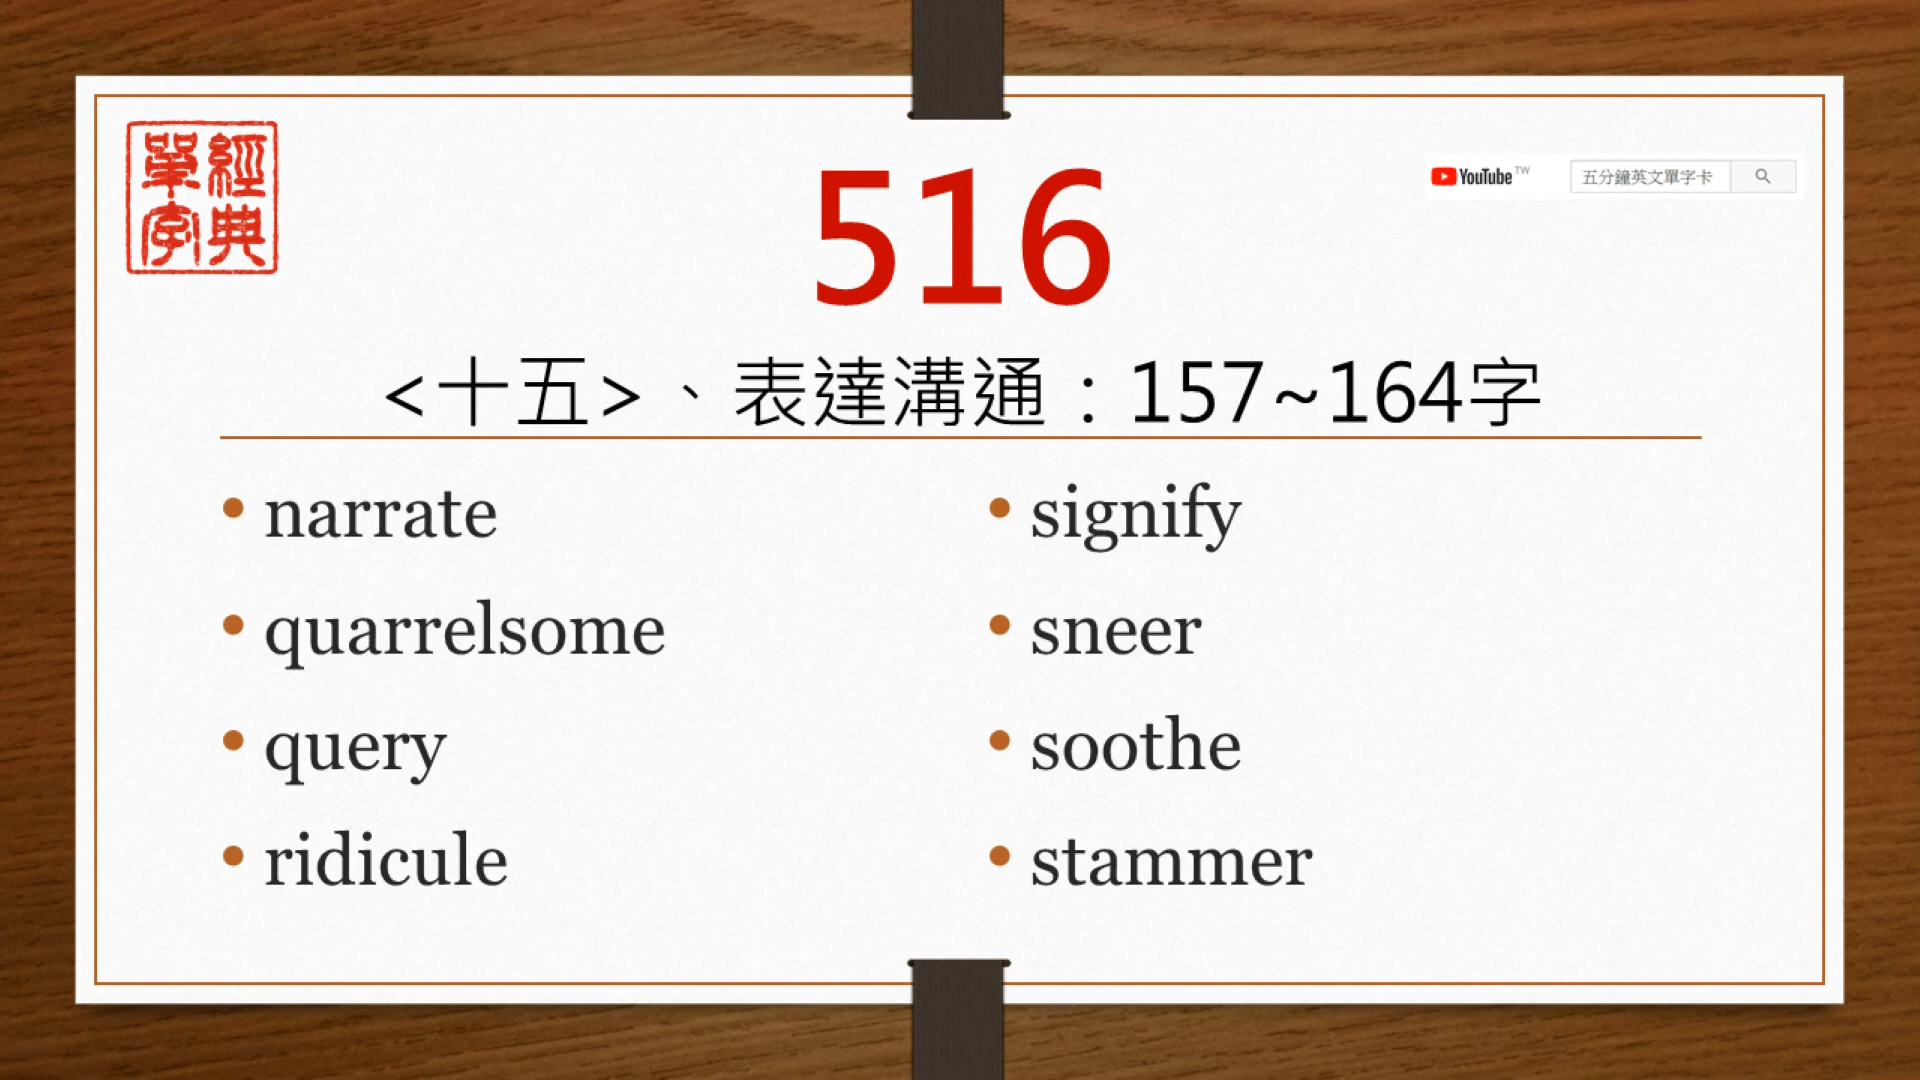 經典
單字
516
YouTube TW
五分鐘英文單字卡
<十五>、表達溝通：157~164字
• narrate
• quarrelsome
• query
• ridicule
• signify
• sneer
• soothe
• stammer